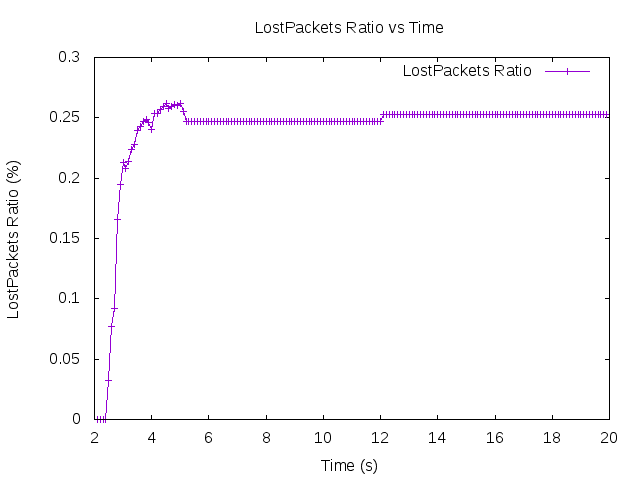 LostPackets Ratio vs Time
LostPackets Ratio
LostPackets Ratio (%)
0.3
0.25
0.2
0.15
0.1
0.05
0
2 4 6 8 10 12 14 16 18 20
Time (s)